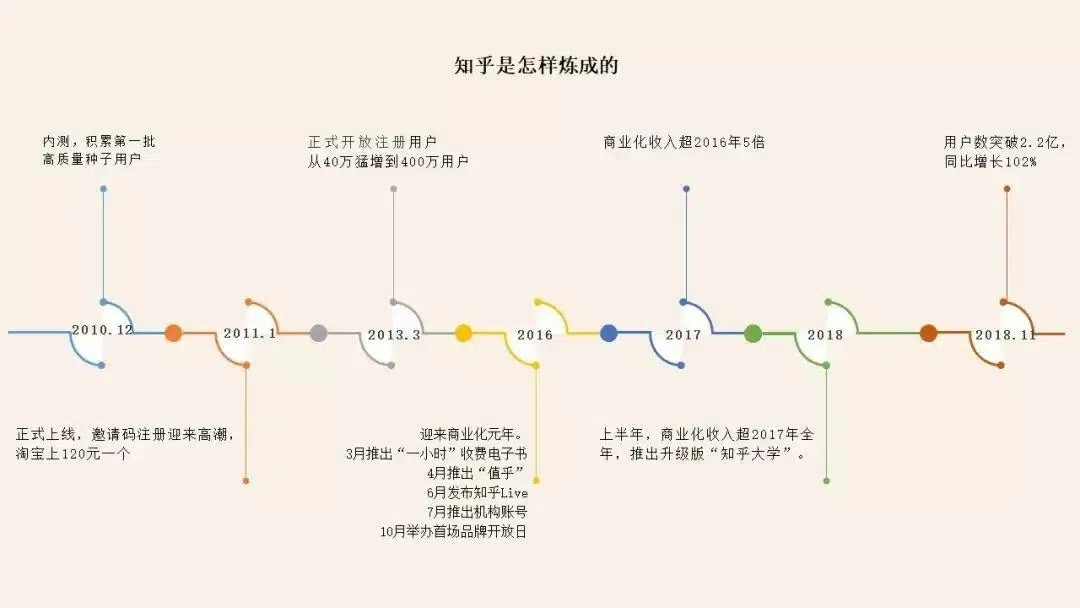 知乎是怎样炼成的
内测，积累第一批
高质量种子用户
正式开放注册用户
从40万猛增到400万用户
商业化收入超2016年5倍
用户数突破2.2亿，
同比增长102%
2010.12
2011.1
2013.3
2016
2017
2018
2018.11
正式上线，邀请码注册迎来高潮，
淘宝上120元一个
迎来商业化元年。
3月推出“一小时”收费电子书
4月推出“值乎”
6月发布知乎Live
7月推出机构账号
10月举办首场品牌开放日
上半年，商业化收入超2017年全
年，推出升级版“知乎大学”。